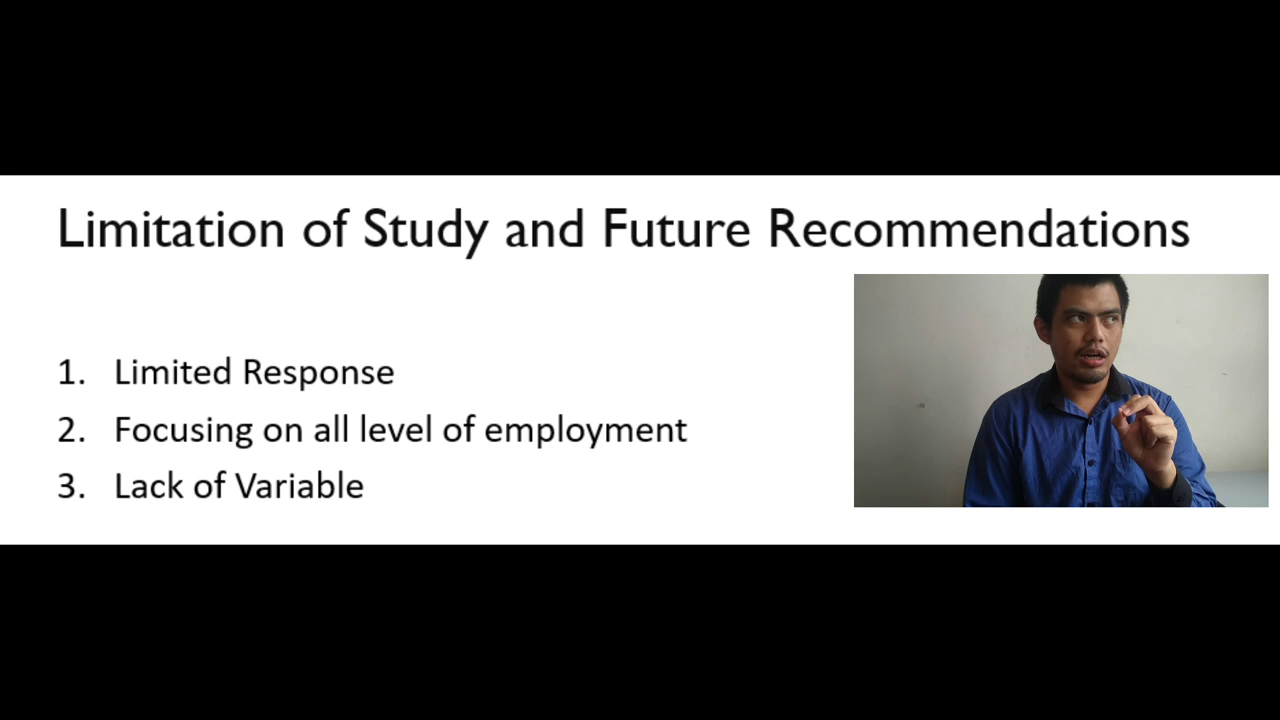 Limitation of Study and Future Recommendations
1. Limited Response
2. Focusing on all level of employment
3. Lack of Variable